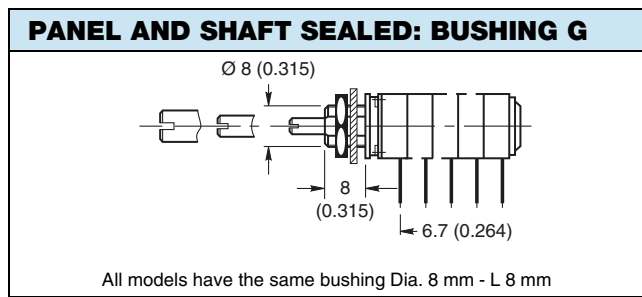 PANEL AND SHAFT SEALED: BUSHING G
Ø 8 (0.315)
8
(0.315)
6.7 (0.264)
All models have the same bushing Dia. 8 mm - L 8 mm